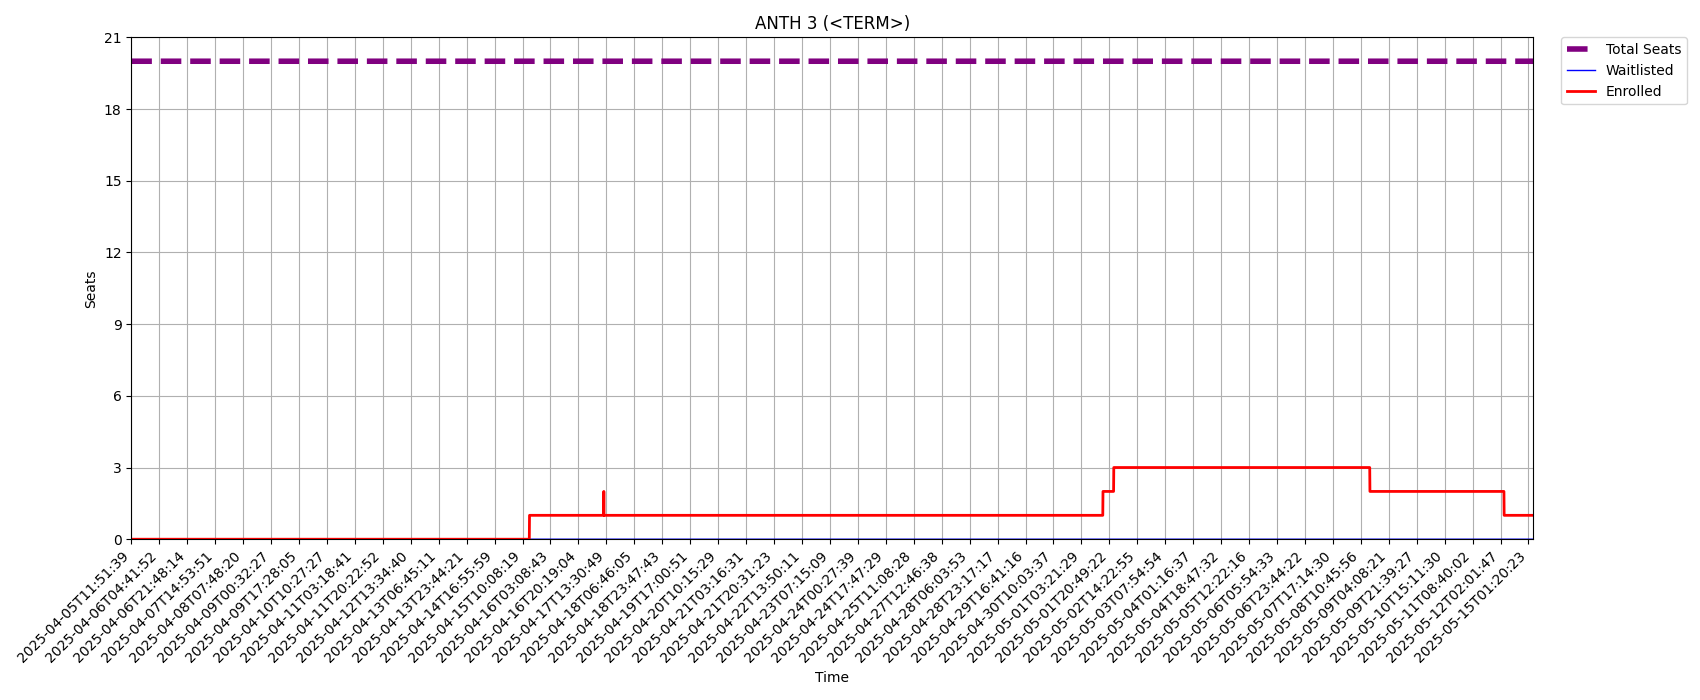 ANTH 3 (<TERM>)
Total Seats
Waitlisted
Enrolled
Seats
21
18
15
12
9
6
3
0
2025-04-05T11:51:39
2025-04-06T04:41:52
2025-04-06T21:48:14
2025-04-07T14:53:51
2025-04-08T07:48:20
2025-04-09T00:32:27
2025-04-09T17:28:05
2025-04-10T10:27:27
2025-04-11T03:18:41
2025-04-11T20:22:52
2025-04-12T13:34:40
2025-04-13T06:45:11
2025-04-13T23:44:21
2025-04-14T16:55:59
2025-04-15T10:08:19
2025-04-16T03:08:43
2025-04-16T20:19:04
2025-04-17T13:30:49
2025-04-18T06:46:05
2025-04-18T23:47:43
2025-04-19T17:00:51
2025-04-20T10:15:29
2025-04-21T03:16:31
2025-04-21T20:31:23
2025-04-22T13:50:11
2025-04-23T07:15:09
2025-04-24T00:27:39
2025-04-24T17:47:29
2025-04-25T11:08:28
2025-04-27T12:46:38
2025-04-28T06:03:53
2025-04-28T23:17:17
2025-04-29T16:41:16
2025-04-30T10:03:37
2025-05-01T03:21:29
2025-05-01T20:49:22
2025-05-02T14:22:55
2025-05-03T07:54:54
2025-05-04T01:16:37
2025-05-04T18:47:32
2025-05-05T12:22:16
2025-05-06T05:54:33
2025-05-06T23:44:22
2025-05-07T17:14:30
2025-05-08T10:45:56
2025-05-09T04:08:21
2025-05-09T21:39:27
2025-05-10T15:11:30
2025-05-11T08:40:02
2025-05-12T02:01:47
2025-05-15T01:20:23
Time